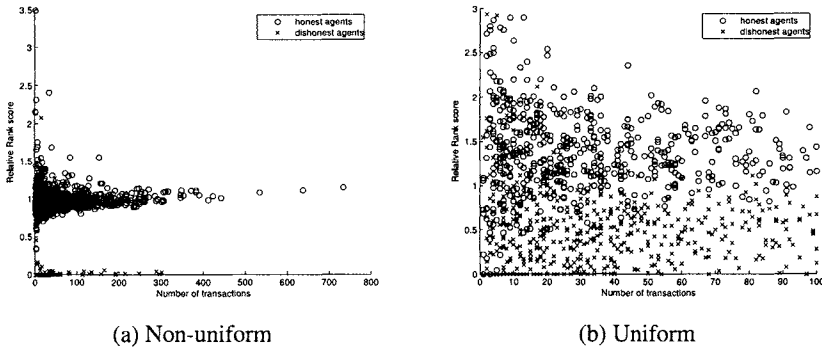 3.5
3
2.5
2
1.5
1
0.5
0
Relative Rank score
0 100 200 300 400 500 600 700 800
Number of transactions
honest agents
dishonest agents
(a) Non-uniform
3
2.5
2
1.5
1
0.5
0
Relative Rank score
0 10 20 30 40 50 60 70 80 90 100
Number of transactions
honest agents
dishonest agents
(b) Uniform